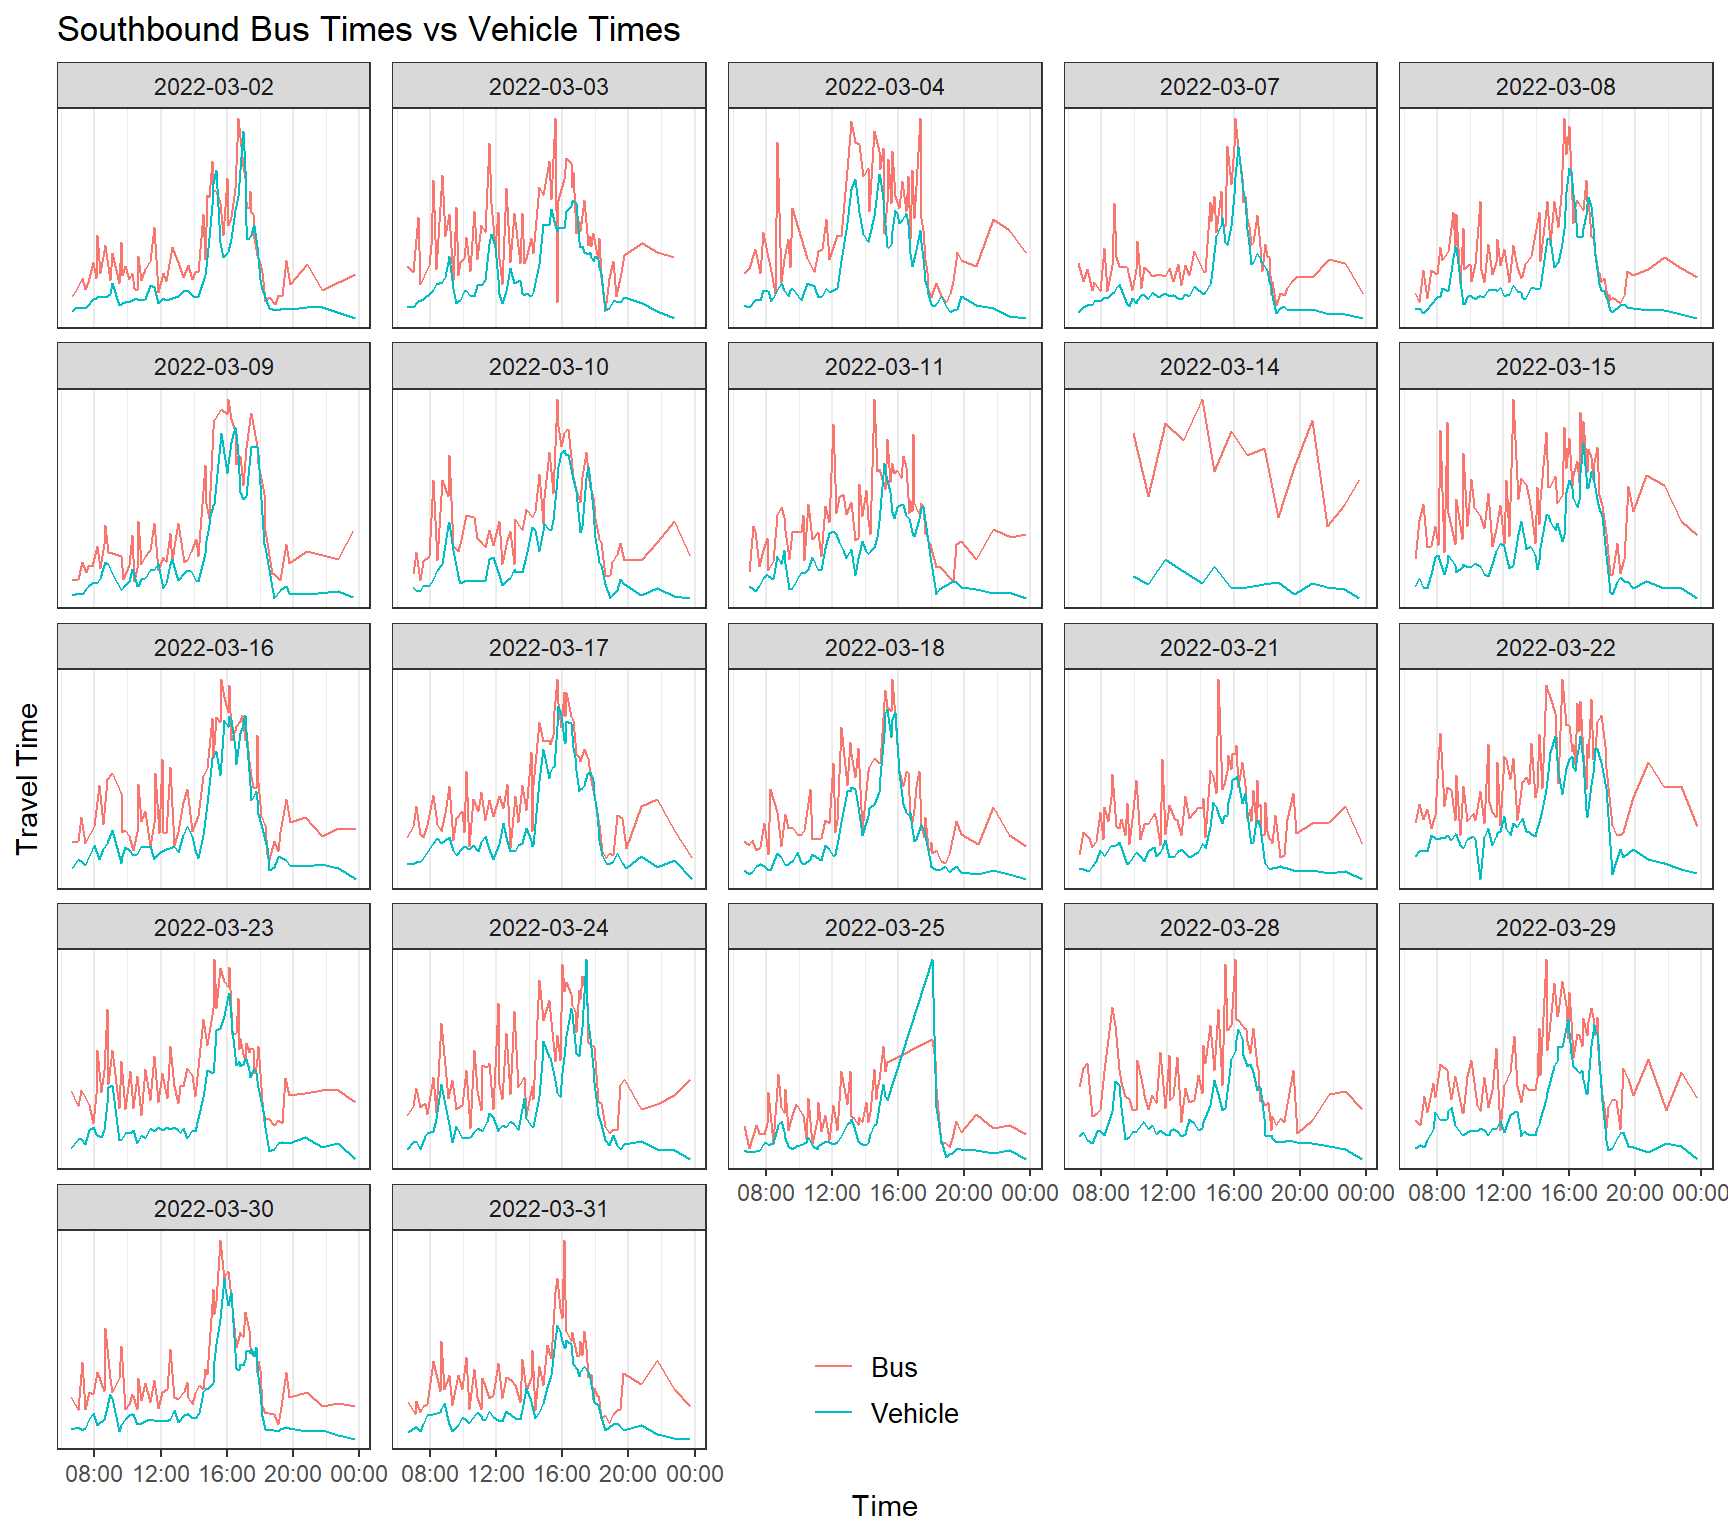 Southbound Bus Times vs Vehicle Times
2022-03-02 2022-03-03 2022-03-04 2022-03-07 2022-03-08
2022-03-09 2022-03-10 2022-03-11 2022-03-14 2022-03-15
2022-03-16 2022-03-17 2022-03-18 2022-03-21 2022-03-22
Travel Time
2022-03-23 2022-03-24 2022-03-25 2022-03-28 2022-03-29
08:00 12:00 16:00 20:00 00:00 08:00 12:00 16:00 20:00 00:00 08:00 12:00 16:00 20:00 00:00
2022-03-30 2022-03-31
Bus
Vehicle
08:00 12:00 16:00 20:00 00:00 08:00 12:00 16:00 20:00 00:00
Time